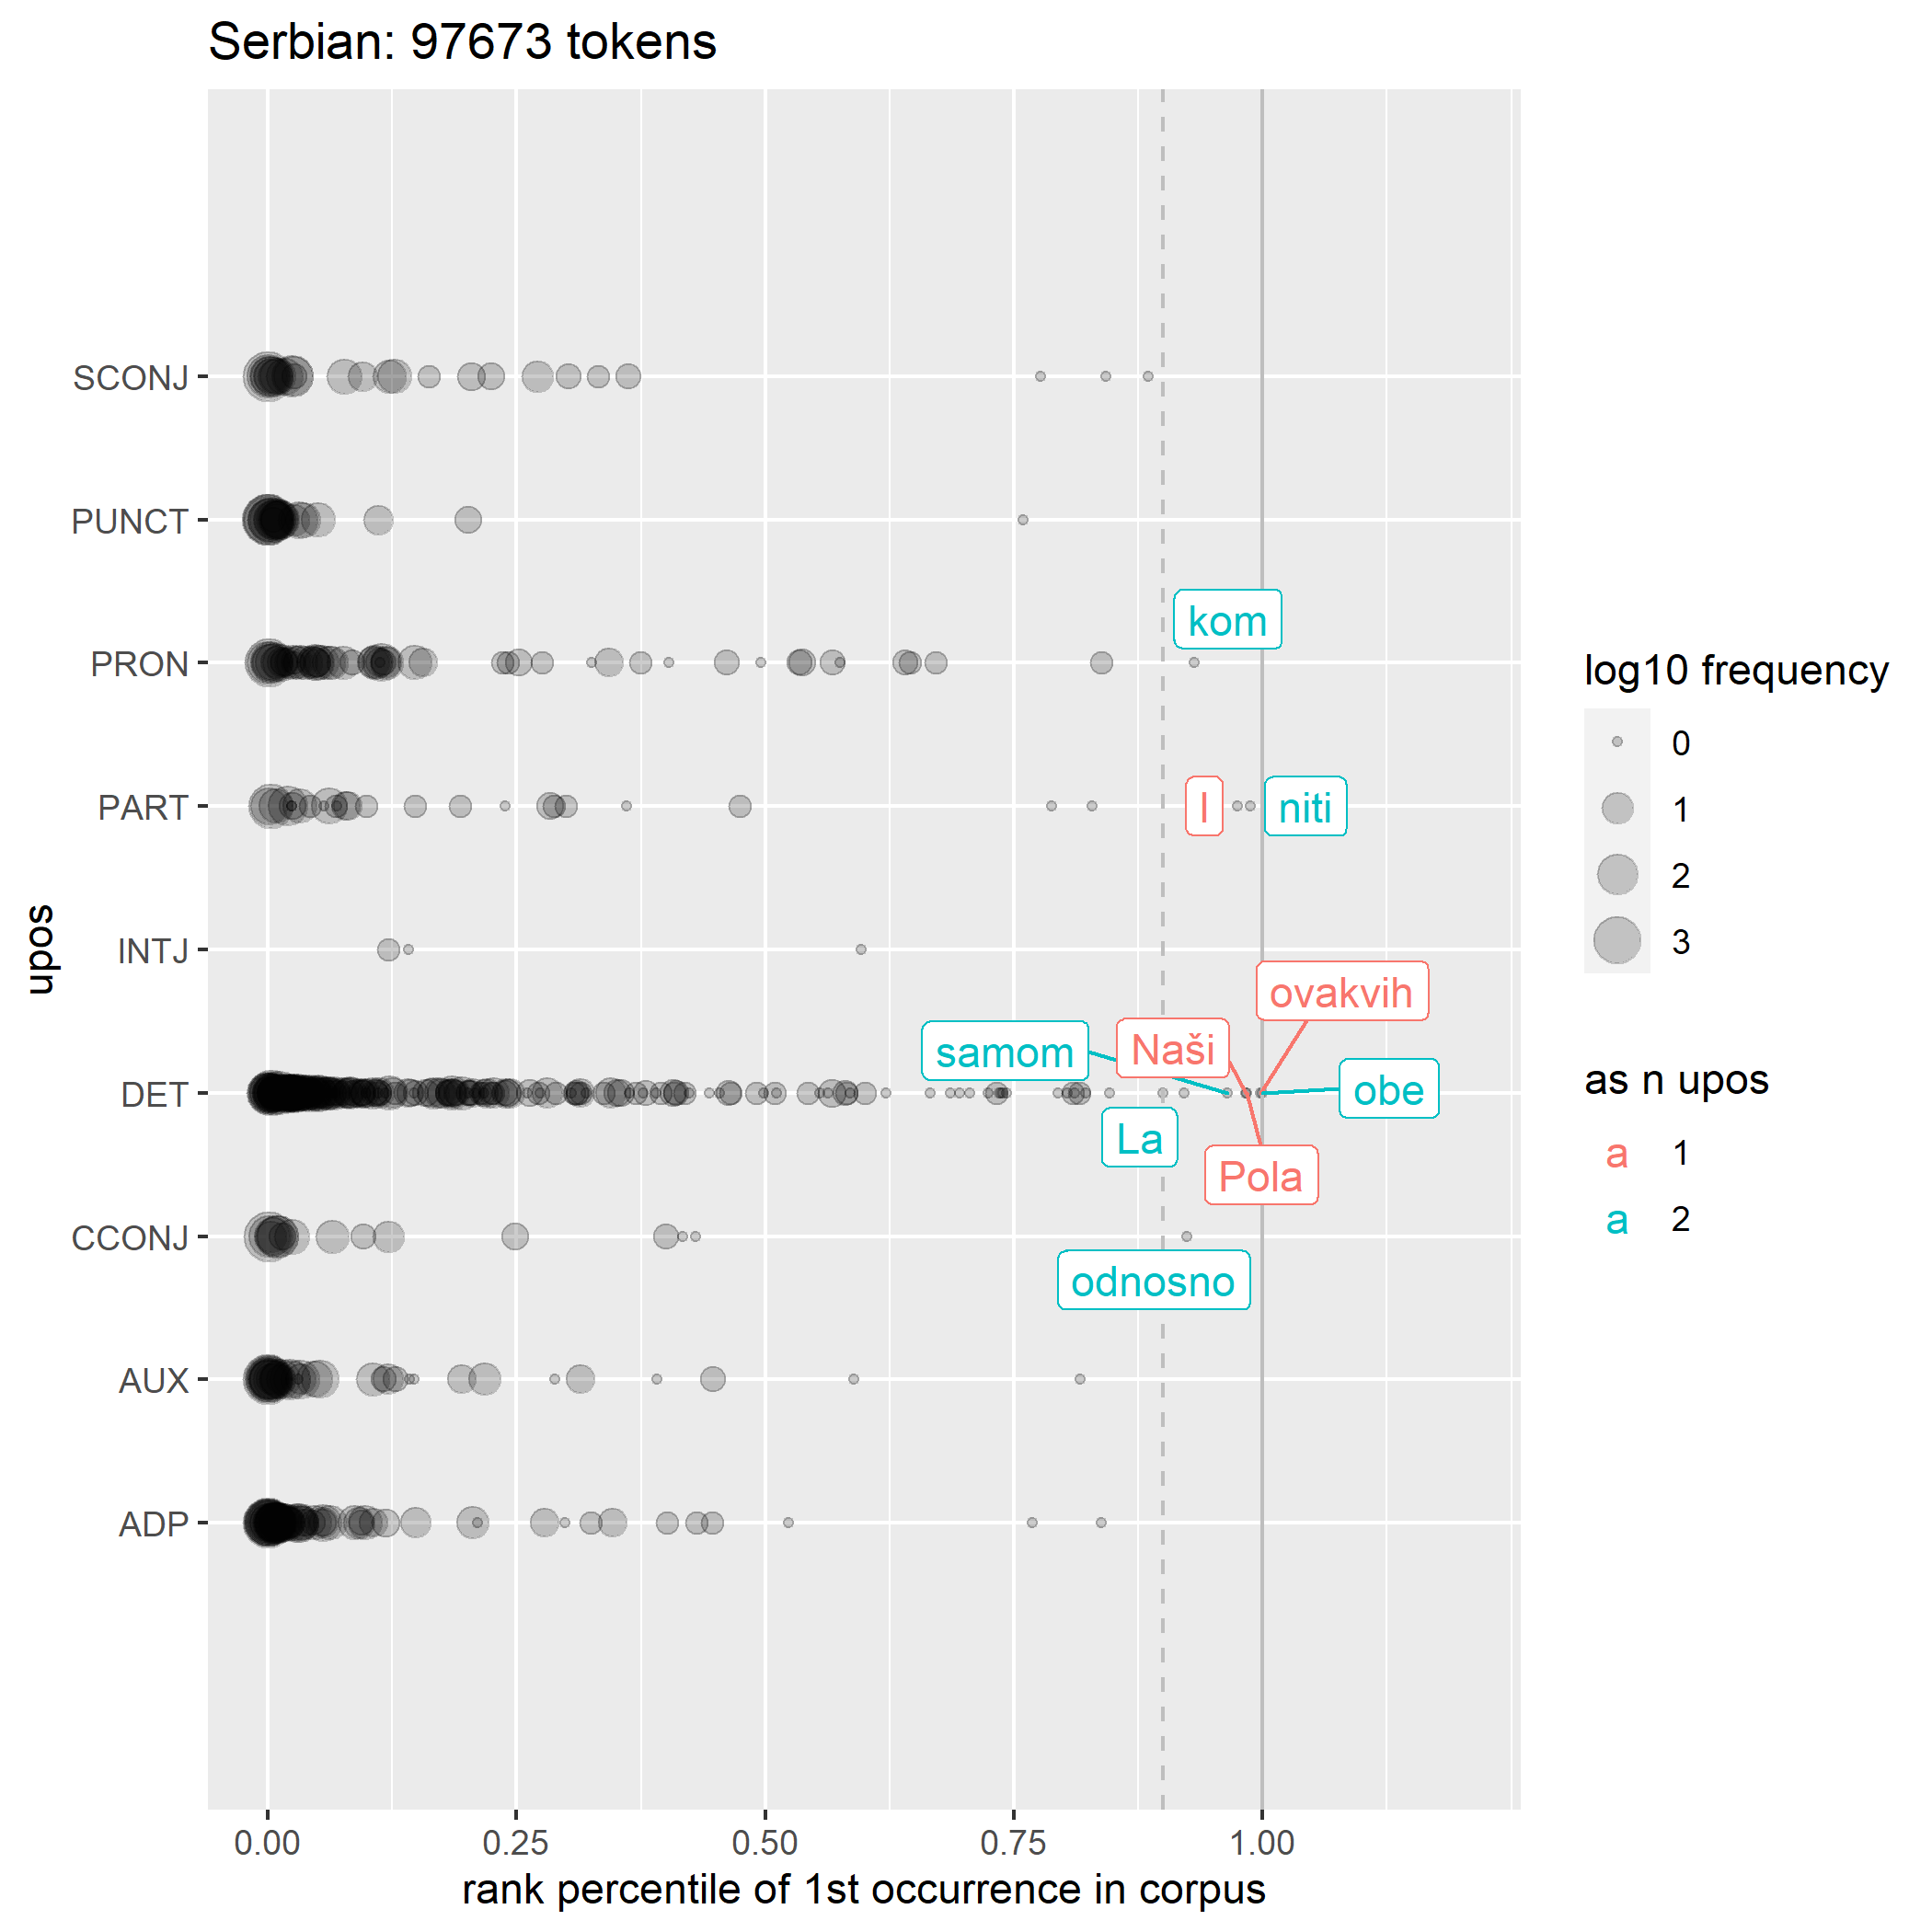 Serbian: 97673 tokens
upos
SCONJ
PUNCT
PRON
PART
INTJ
DET
CCONJ
AUX
ADP
kom
I
niti
ovakvih
Naši
samom
obe
La
Pola
odnosno
0.00 0.25 0.50 0.75 1.00
rank percentile of 1st occurrence in corpus
log10 frequency
0
1
2
3
as n upos
a 1
a 2